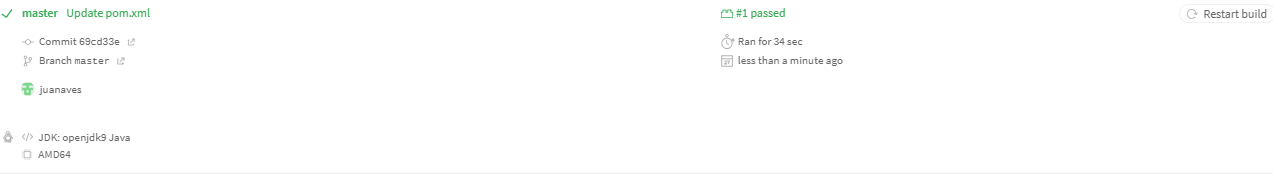 master Update pom.xml
#1 passed
Restart build
Commit 69cd33e
Ran for 34 sec
Branch master
less than a minute ago
juanaves
JDK: openjdk9 Java
AMD64